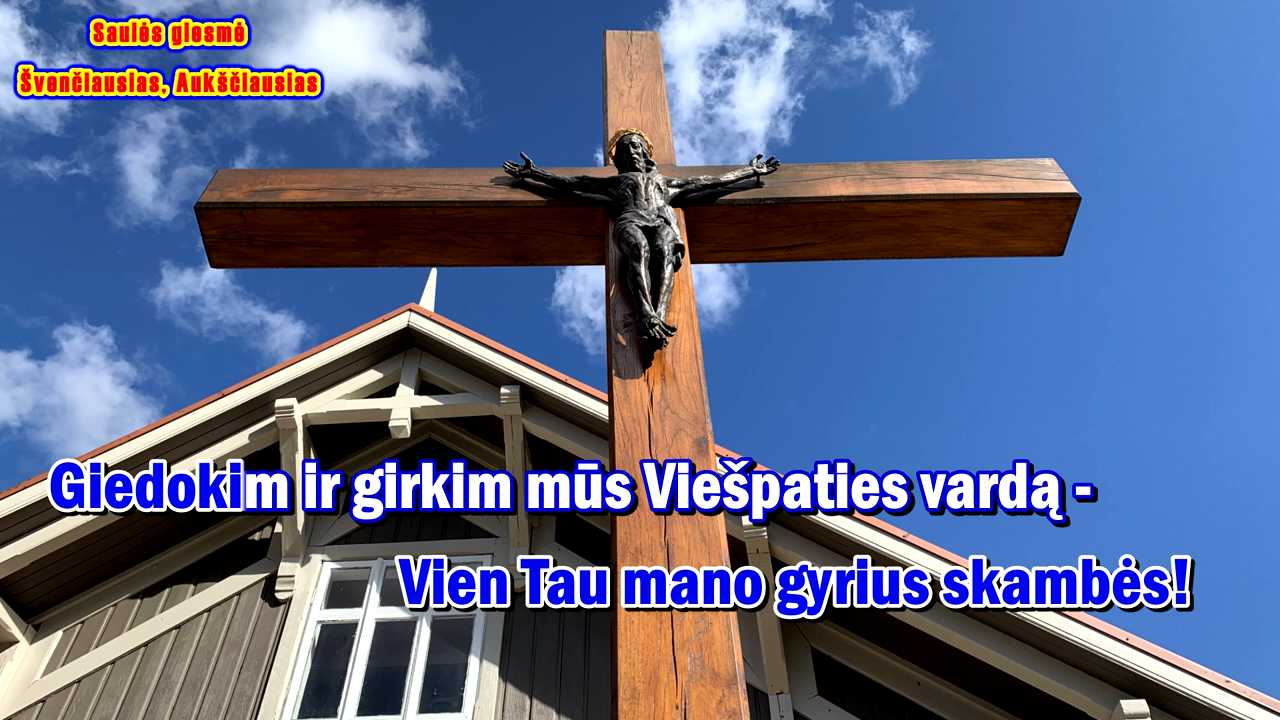 Saulės giesmė
Švenčiausias, Aukščiausias
Giedokim ir girkim mūs Viešpaties vardą -
Vien Tau mano gyrius skambės!